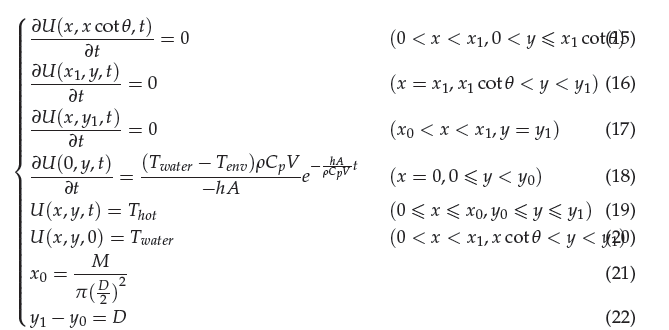 ∂U(x, x cot θ, t)/∂t = 0 (0 < x < x₁, 0 < y ⩽ x₁ cot θ) (15)
∂U(x₁, y, t)/∂t = 0 (x = x₁, x₁ cot θ < y < y₁) (16)
∂U(x, y₁, t)/∂t = 0 (x₀ < x < x₁, y = y₁) (17)
∂U(0, y, t)/∂t = (T_water − T_env)ρC_pV/−hA e^{−(hA/ρC_pV)t} (x = 0, 0 ⩽ y < y₀) (18)
U(x, y, t) = T_hot (0 ⩽ x ⩽ x₀, y₀ ⩽ y ⩽ y₁) (19)
U(x, y, 0) = T_water (0 < x < x₁, x cot θ < y < y₁) (20)
x₀ = M/π(D/2)² (21)
y₁ − y₀ = D (22)